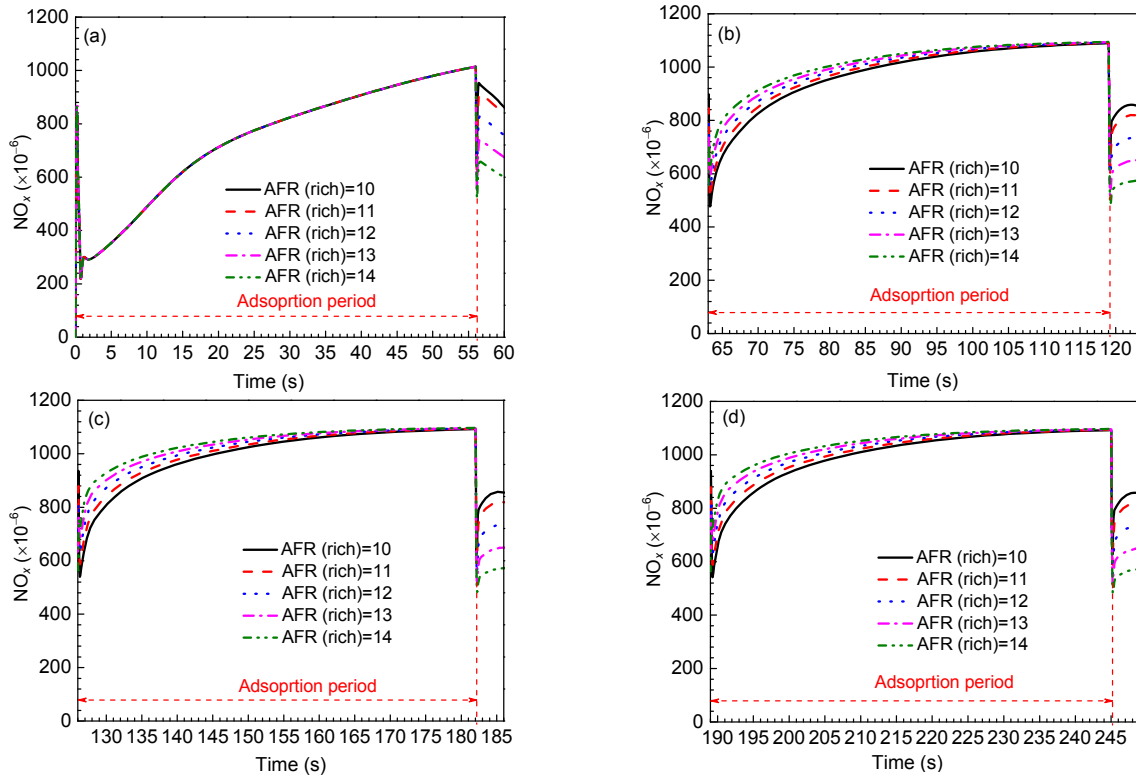 (a)
NOx (×10-6)
1200
1000
800
600
400
200
0
AFR (rich)=10
AFR (rich)=11
AFR (rich)=12
AFR (rich)=13
AFR (rich)=14
Adsoprtion period
0 5 10 15 20 25 30 35 40 45 50 55 60
Time (s)
(b)
NOx (×10-6)
1200
1000
800
600
400
200
0
AFR (rich)=10
AFR (rich)=11
AFR (rich)=12
AFR (rich)=13
AFR (rich)=14
Adsoprtion period
65 70 75 80 85 90 95 100 105 110 115 120
Time (s)
(c)
NOx (×10-6)
1200
1000
800
600
400
200
0
AFR (rich)=10
AFR (rich)=11
AFR (rich)=12
AFR (rich)=13
AFR (rich)=14
Adsoprtion period
130 135 140 145 150 155 160 165 170 175 180 185
Time (s)
(d)
NOx (×10-6)
1200
1000
800
600
400
200
0
AFR (rich)=10
AFR (rich)=11
AFR (rich)=12
AFR (rich)=13
AFR (rich)=14
Adsoprtion period
190 195 200 205 210 215 220 225 230 235 240 245
Time (s)